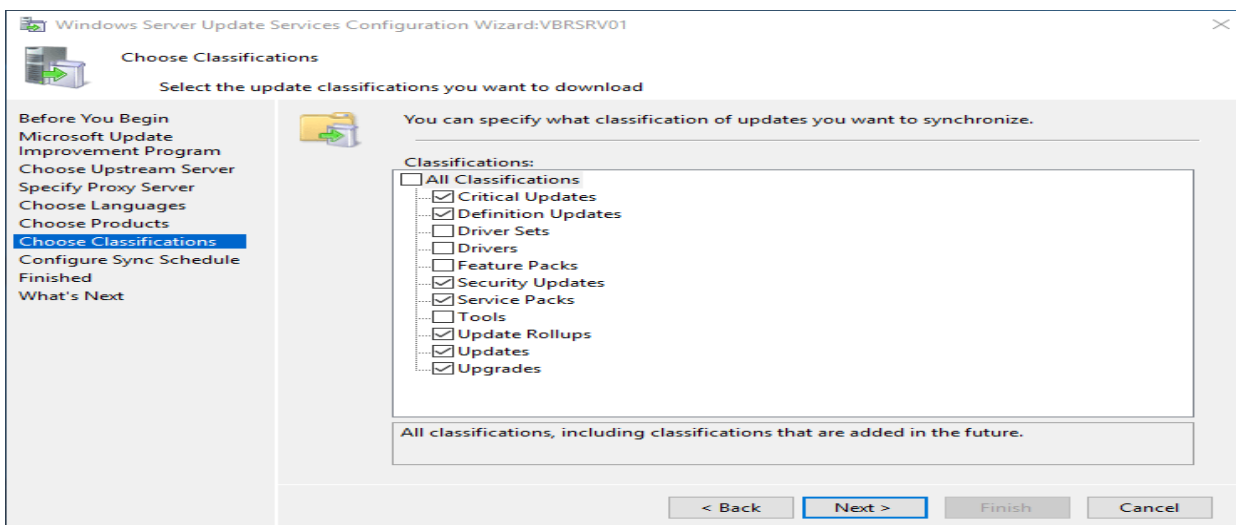 Windows Server Update Services Configuration Wizard:VBRSRV01
Choose Classifications
Select the update classifications you want to download
Before You Begin
Microsoft Update
Improvement Program
Choose Upstream Server
Specify Proxy Server
Choose Languages
Choose Products
Choose Classifications
Configure Sync Schedule
Finished
What's Next
You can specify what classification of updates you want to synchronize.
Classifications:
All Classifications
Critical Updates
Definition Updates
Driver Sets
Drivers
Feature Packs
Security Updates
Service Packs
Tools
Update Rollups
Updates
Upgrades
All classifications, including classifications that are added in the future.
< Back Next > Finish Cancel